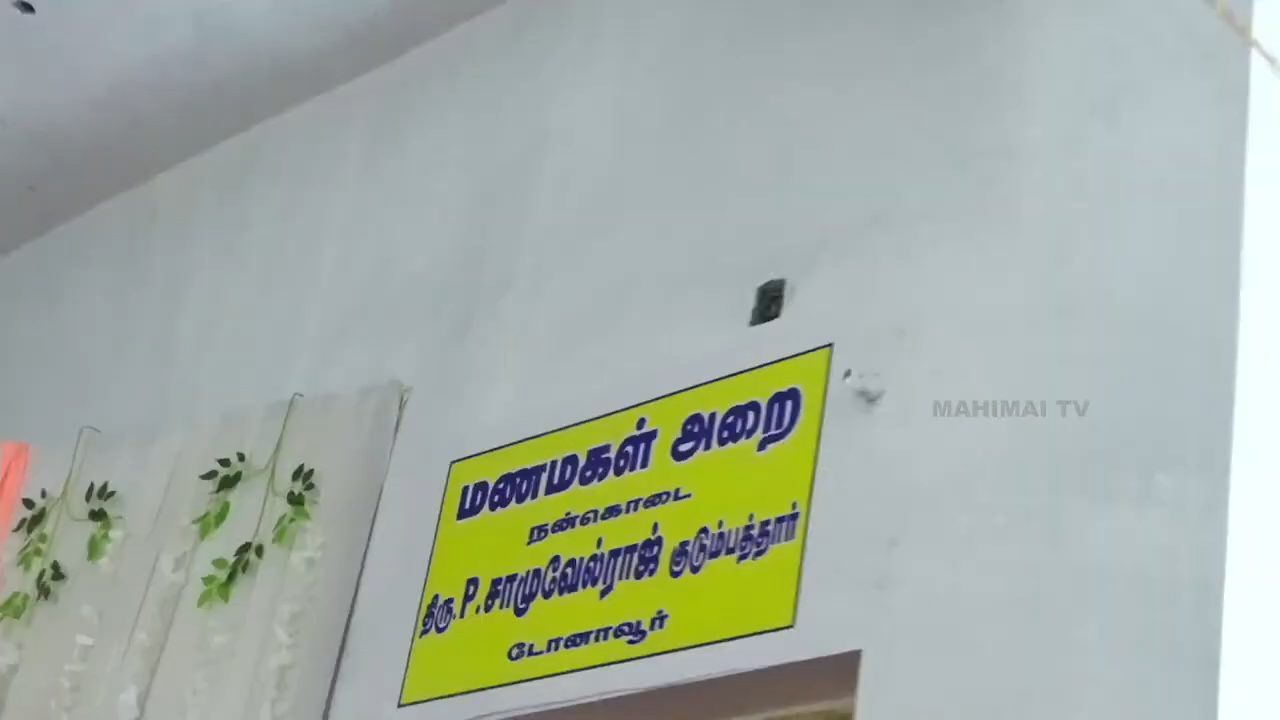 மணமகள் அறை
நன்கொடை
திரு. P. சாமுவேல்ராஜ் குடும்பத்தார்
டோனாவூர்
MAHIMAI TV